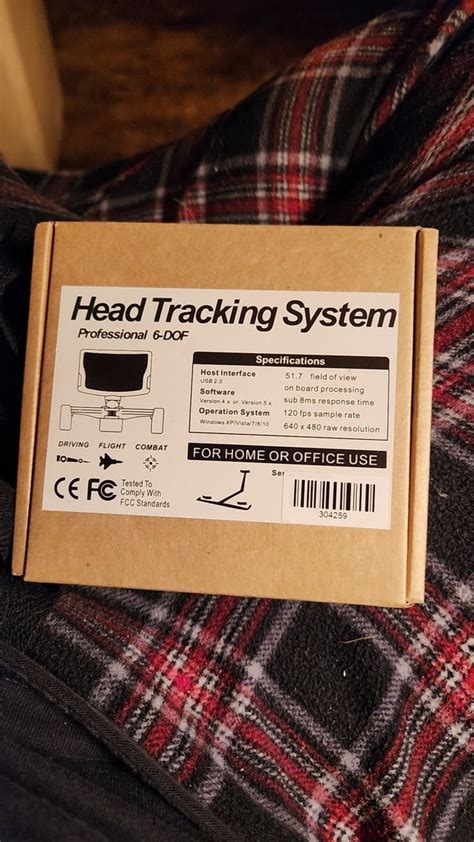 Head Tracking System
Professional 6-DOF
Specifications
Host Interface
USB 2.0
Software
Version 4.x or Version 5.x
Operation System
Windows XP/Vista/7/8/10
51.7 field of view
on board processing
sub 8ms response time
120 fps sample rate
640 x 480 raw resolution
DRIVING FLIGHT COMBAT
FOR HOME OR OFFICE USE
CE FC Tested To
Comply With
FCC Standards
Ser
304259